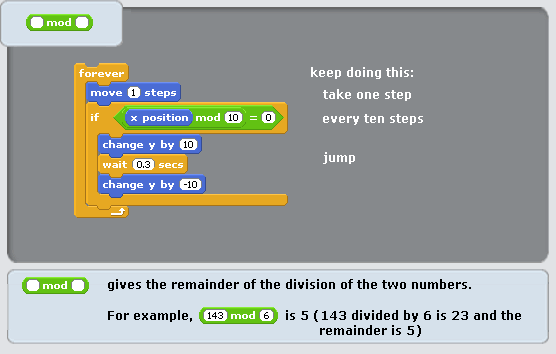 mod
forever
keep doing this:
move 1 steps
take one step
if x position mod 10 = 0
every ten steps
change y by 10
wait 0.3 secs
jump
change y by -10
mod gives the remainder of the division of the two numbers.
For example, 143 mod 6 is 5 (143 divided by 6 is 23 and the
remainder is 5)